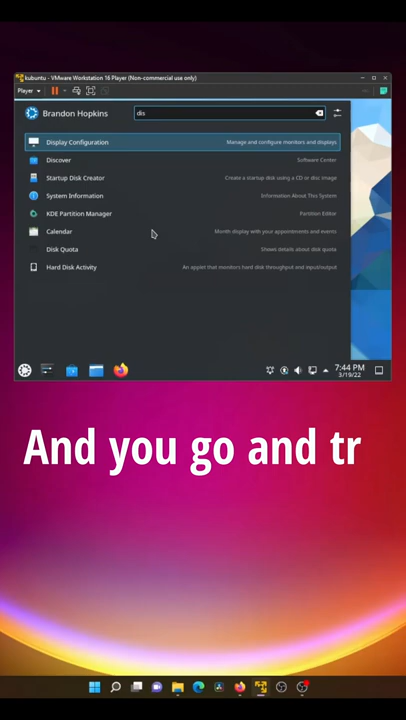 kubuntu - VMware Workstation 16 Player (Non-commercial use only)
Player
Brandon Hopkins
dis
Display Configuration Manage and configure monitors and displays
Discover Software Center
Startup Disk Creator Create a startup disk using a CD or disc image
System Information Information About This System
KDE Partition Manager Partition Editor
Calendar Month display with your appointments and events
Disk Quota Shows details about disk quota
Hard Disk Activity An applet that monitors hard disk throughput and input/output
7:44 PM
3/19/22
And you go and tr